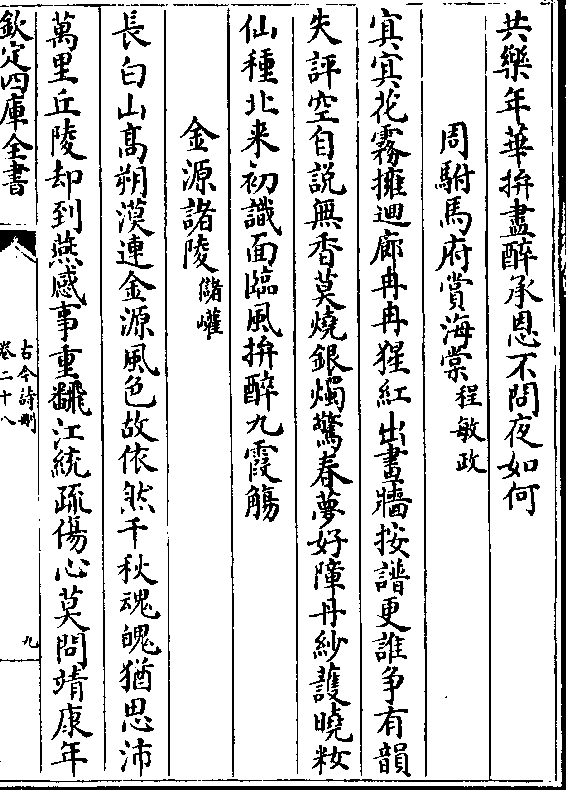 共樂年華拚盡醉承恩不問夜如何
周駙馬府賞海棠程敏政
寘寘花霧擁迴廊冉冉猩紅出畫牆按譜更誰爭有韻
失評空自說無香莫燒銀燭驚春夢好障丹紗護曉粧
仙種北来初識面臨風拚醉九霞觴
金源諸陵儲巏
長白山髙朔漠連金源風色故依然千秋魂魄猶思沛
萬里丘陵却到燕感事重飜江統疏傷心莫問靖康年
欽定四庫全書
古今詩刪
卷二十八
九